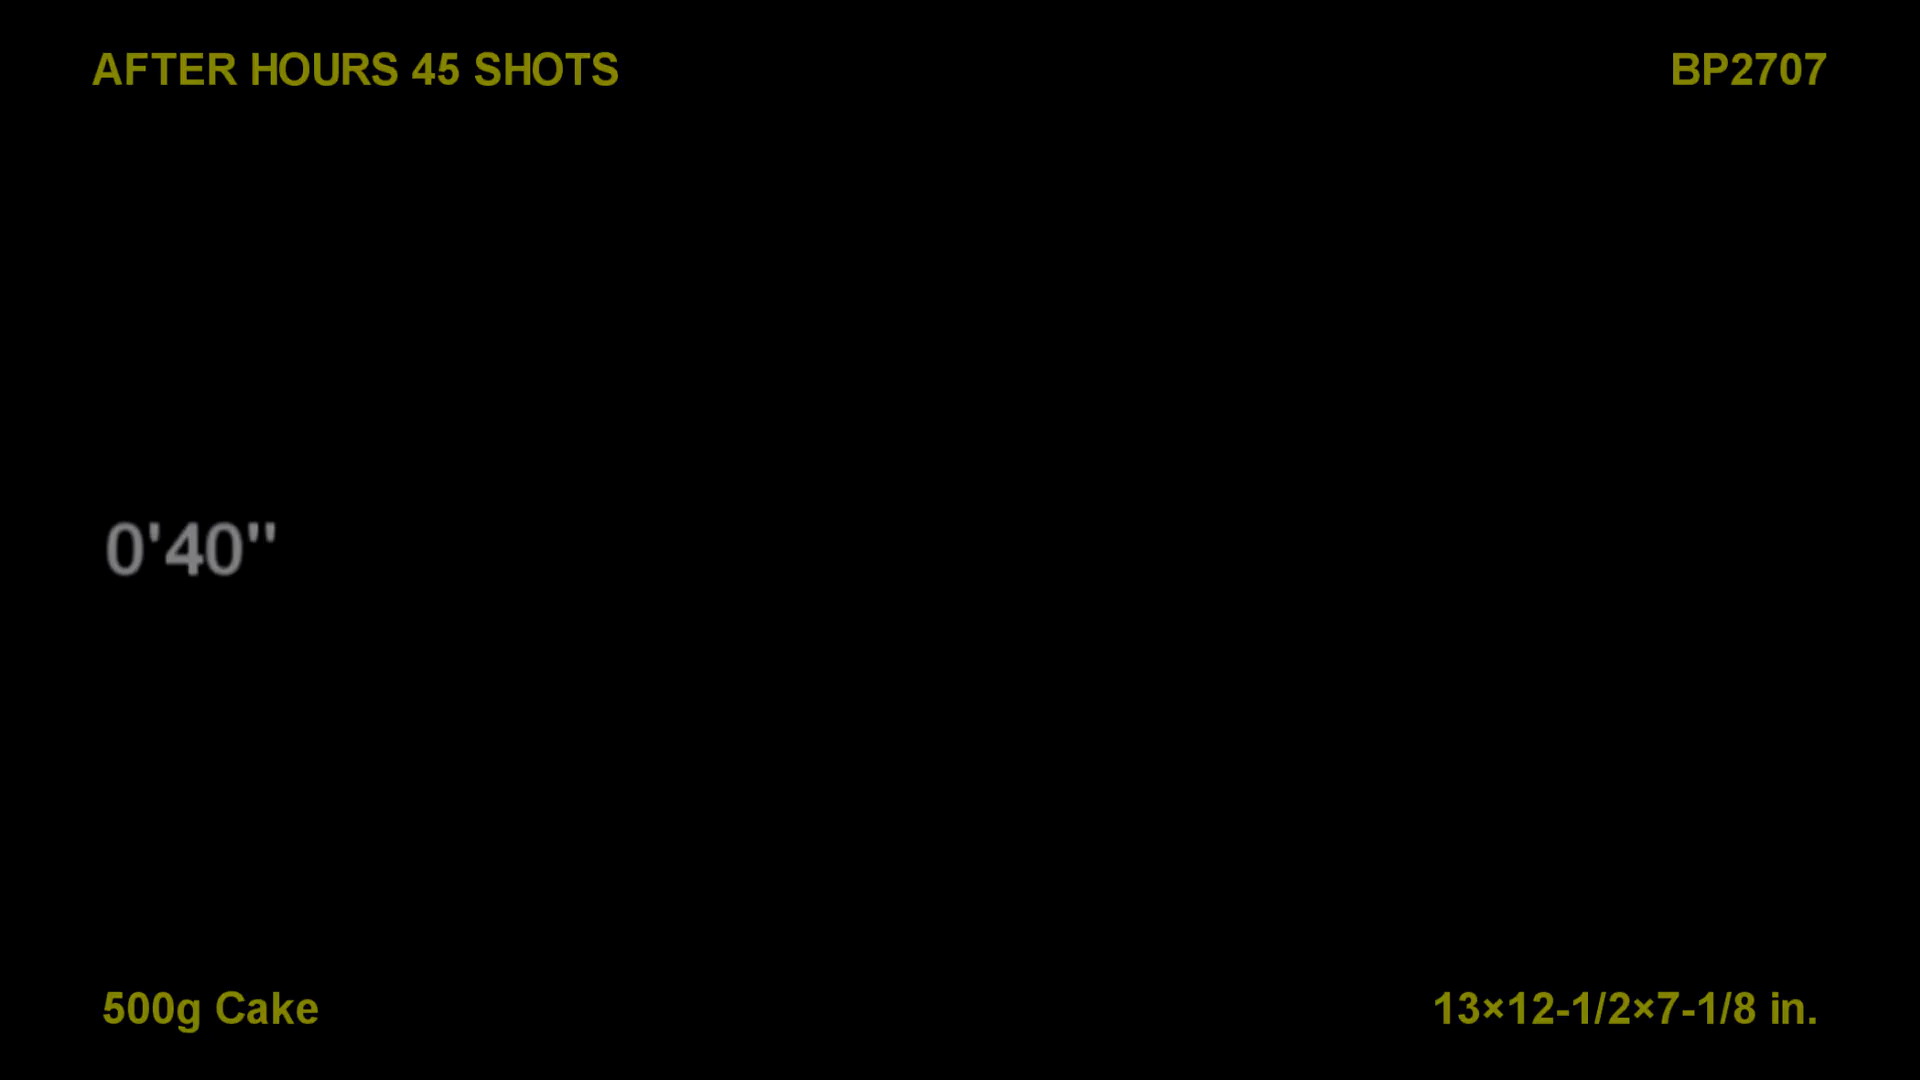 AFTER HOURS 45 SHOTS
BP2707
0'40"
500g Cake
13×12-1/2×7-1/8 in.